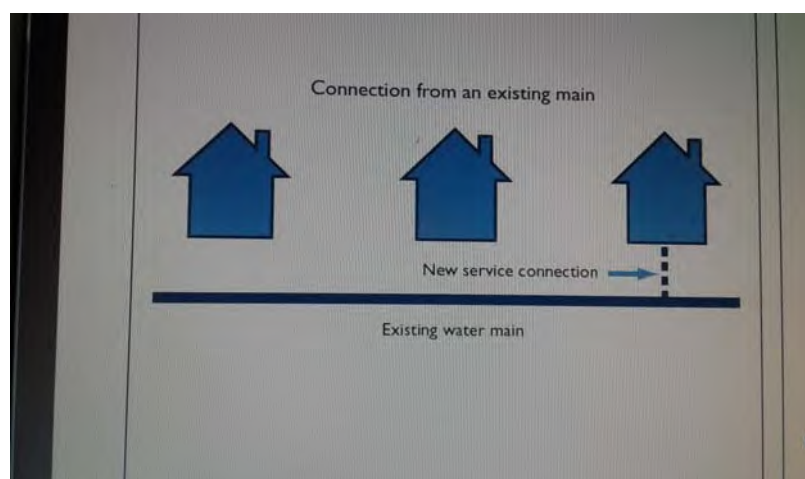 Connection from an existing main
New service connection
Existing water main